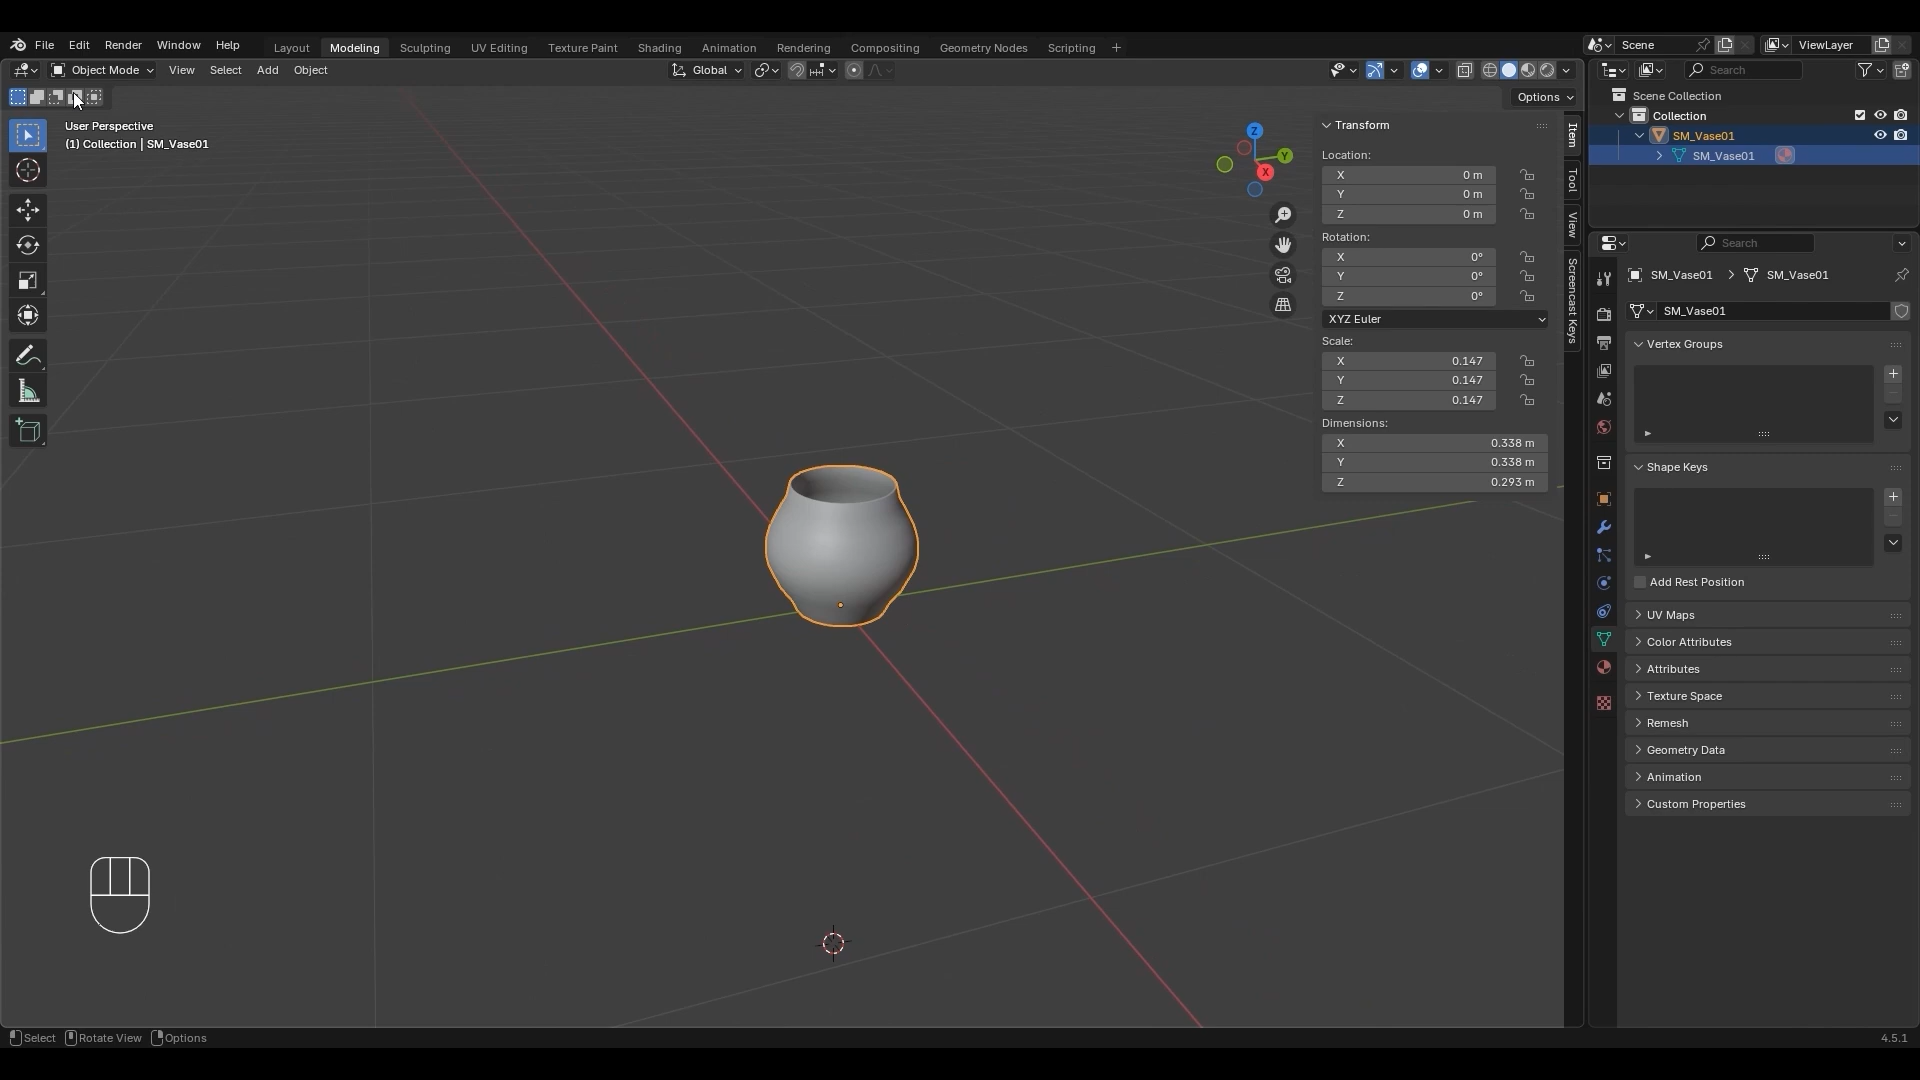 File Edit Render Window Help Layout Modeling Sculpting UV Editing Texture Paint Shading Animation Rendering Compositing Geometry Nodes Scripting + Scene ViewLayer
Object Mode View Select Add Object Global Search
Options
User Perspective
(1) Collection | SM_Vase01
Z
Y
X
Transform
Location:
X 0 m
Y 0 m
Z 0 m
Rotation:
X 0°
Y 0°
Z 0°
XYZ Euler
Scale:
X 0.147
Y 0.147
Z 0.147
Dimensions:
X 0.338 m
Y 0.338 m
Z 0.293 m
Item
Tool
View
Screencast Keys
Scene Collection
Collection
SM_Vase01
SM_Vase01
Search
SM_Vase01 SM_Vase01
SM_Vase01
Vertex Groups
Shape Keys
Add Rest Position
UV Maps
Color Attributes
Attributes
Texture Space
Remesh
Geometry Data
Animation
Custom Properties
Select Rotate View Options 4.5.1